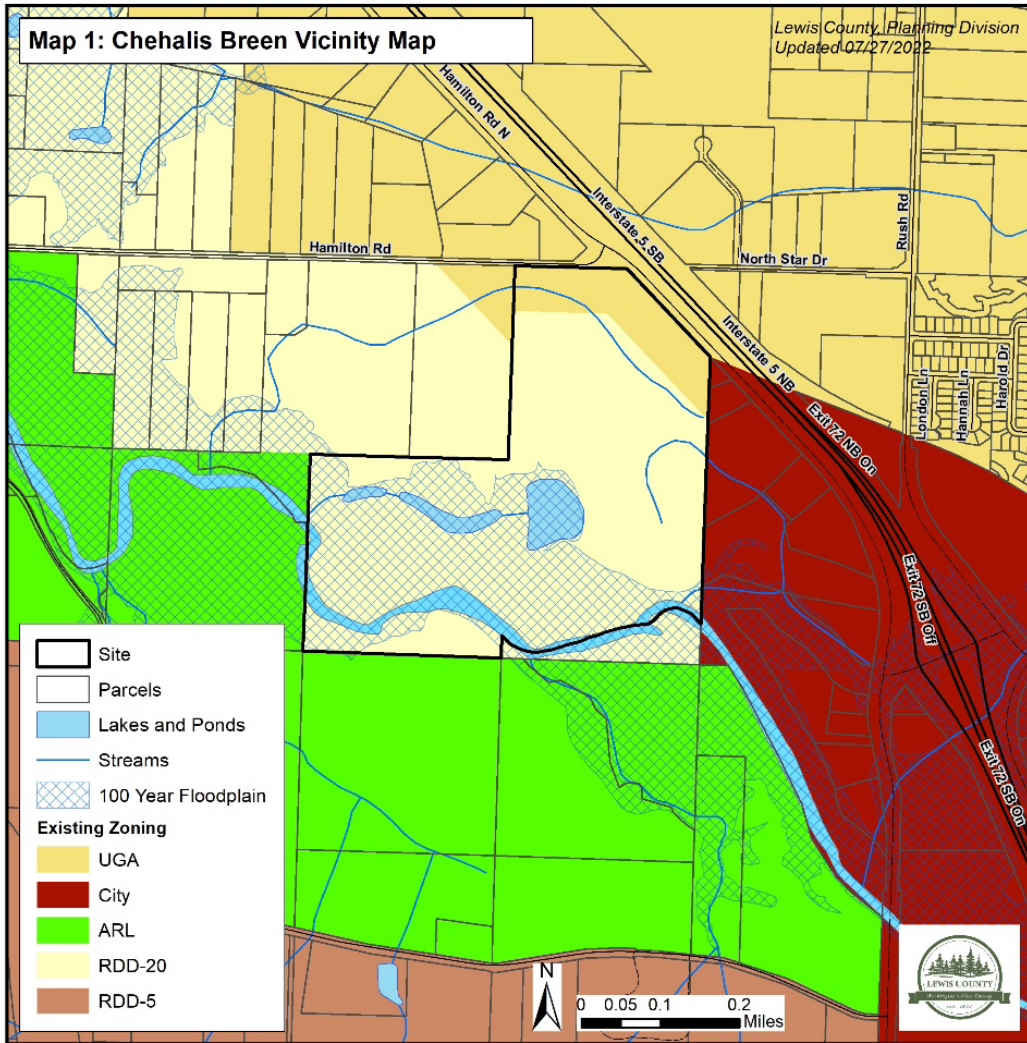 Map 1: Chehalis Breen Vicinity Map
Lewis County, Planning Division
Updated 07/27/2022
Hamilton Rd N
Interstate 5 SB
Rush Rd
Hamilton Rd
North Star Dr
Interstate 5 NB
London Ln
Hannah Ln
Harold Dr
Exit 72 NB On
Exit 72 SB Off
Exit 72 SB On
Site
Parcels
Lakes and Ponds
Streams
100 Year Floodplain
Existing Zoning
UGA
City
ARL
RDD-20
RDD-5
N
0 0.05 0.1 0.2
Miles
LEWIS COUNTY